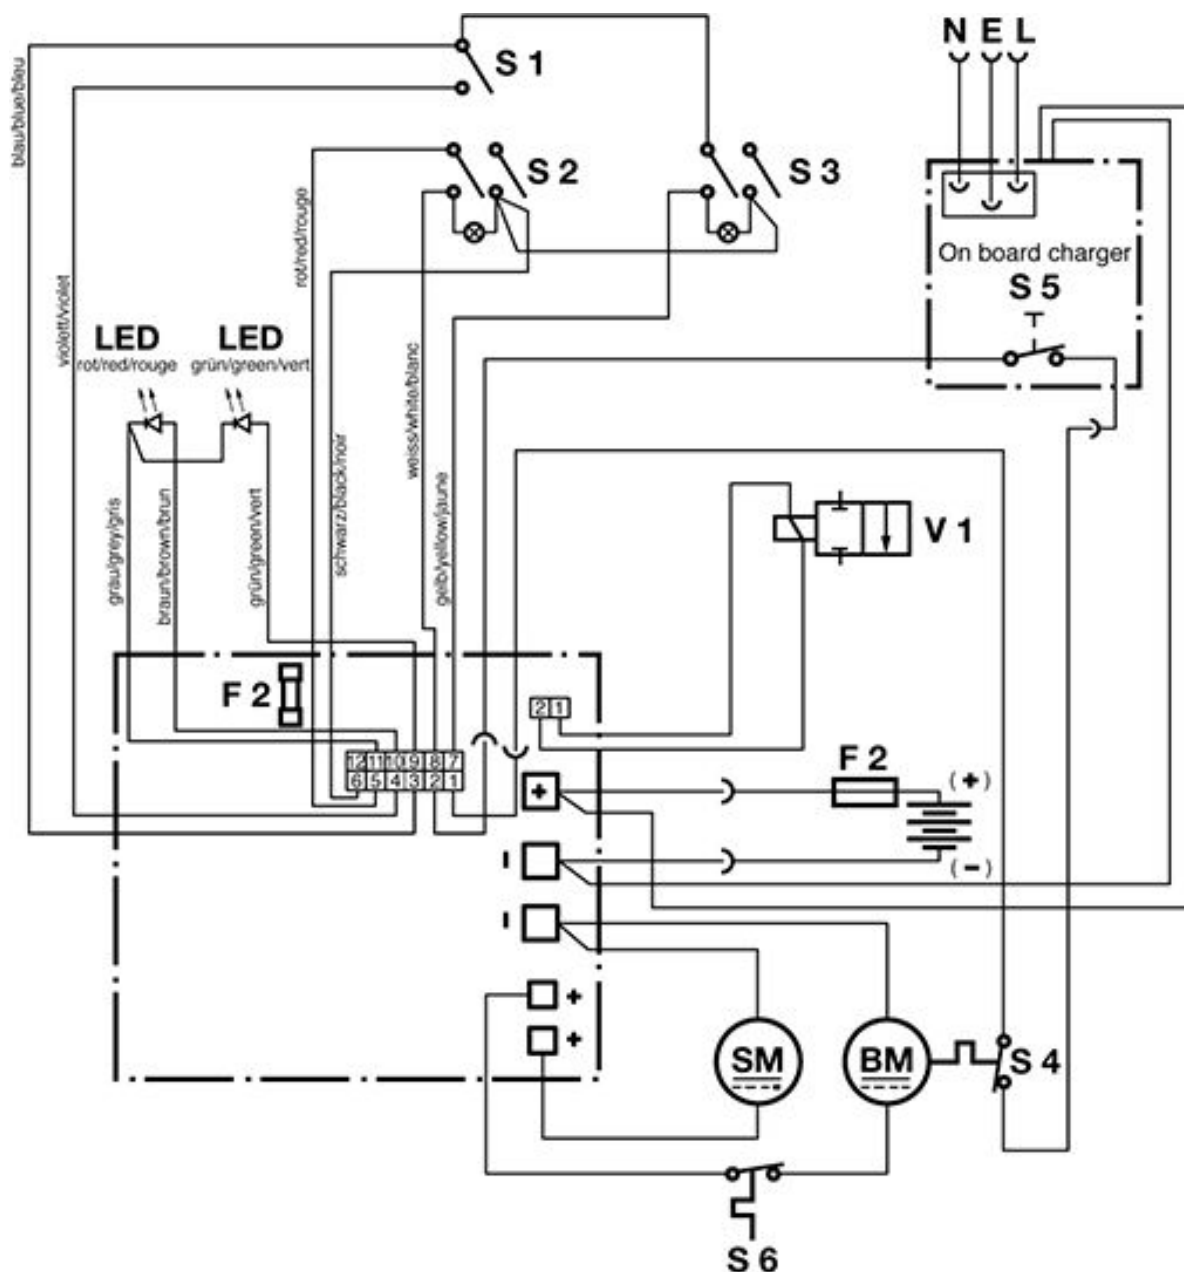 N E L
S 1
blau/blue/bleu
S 2
S 3
rot/red/rouge
On board charger
S 5
violett/violet
LED
rot/red/rouge
LED
grün/green/vert
weiss/white/blanc
schwarz/black/noir
gelb/yellow/jaune
grau/grey/gris
braun/brown/brun
grün/green/vert
V 1
F 2
2 1
12 11 10 9 8 7
6 5 4 3 2 1
+
F 2
(+)
-
(-)
-
+
+
SM
BM
S 4
S 6